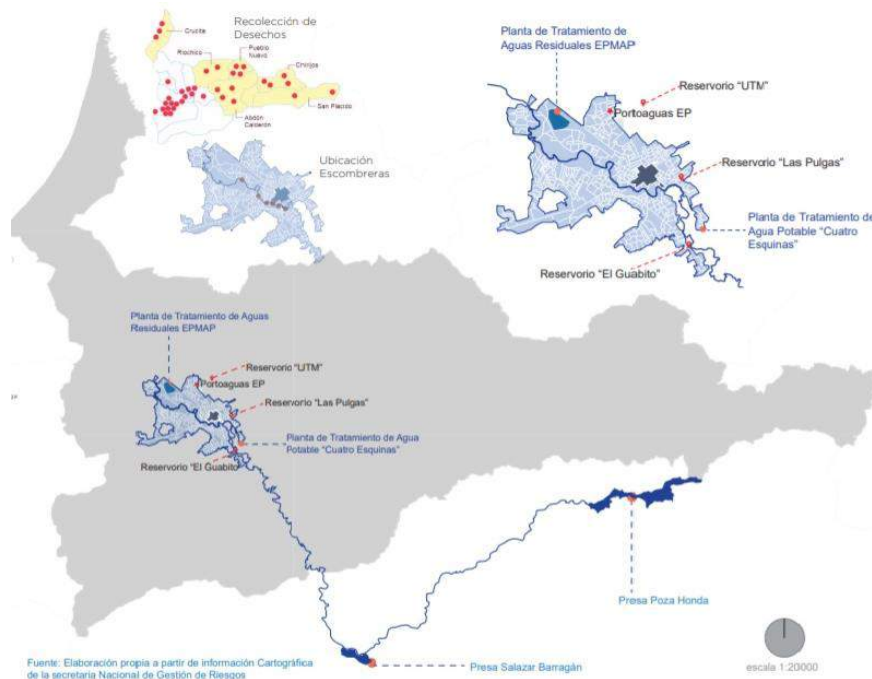 Recolección de
Desechos
Crucita
Riochico
Pueblo
Nuevo
Chirijos
San Plácido
Abdón
Calderón
Ubicación
Escombreras
Planta de Tratamiento de
Aguas Residuales EPMAP
Reservorio "UTM"
Portoaguas EP
Reservorio "Las Pulgas"
Planta de Tratamiento de
Agua Potable "Cuatro
Esquinas"
Reservorio "El Guabito"
Planta de Tratamiento de Aguas
Residuales EPMAP
Reservorio "UTM"
Portoaguas EP
Reservorio "Las Pulgas"
Planta de Tratamiento de Agua
Potable "Cuatro Esquinas"
Reservorio "El Guabito"
Presa Poza Honda
Presa Salazar Barragán
Fuente: Elaboración propia a partir de información Cartográfica
de la secretaría Nacional de Gestión de Riesgos
escala 1:20000